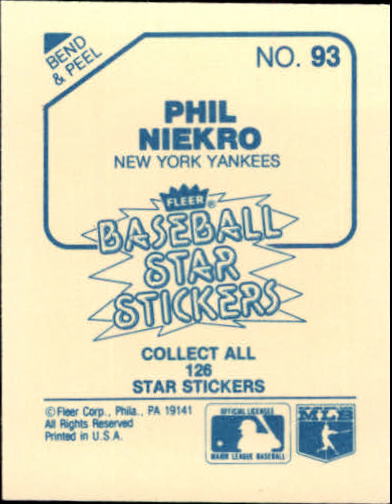 BEND
& PEEL
NO. 93
PHIL
NIEKRO
NEW YORK YANKEES
FLEER®
BASEBALL
STAR
STICKERS
COLLECT ALL
126
STAR STICKERS
© Fleer Corp., Phila., PA 19141
All Rights Reserved
Printed in U.S.A.
OFFICIAL LICENSEE
MAJOR LEAGUE BASEBALL
MLB